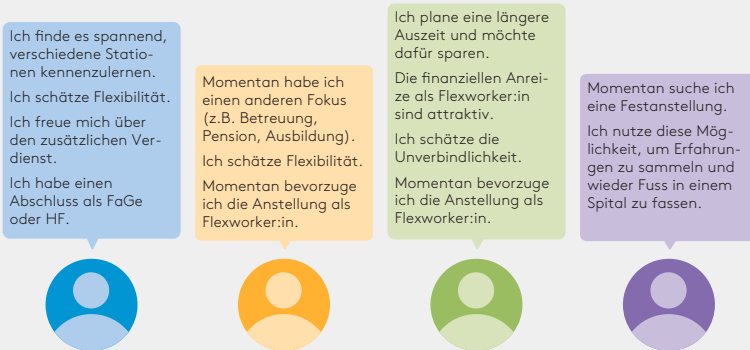 Ich finde es spannend,
verschiedene Statio-
nen kennenzulernen.
Ich schätze Flexibilität.
Ich freue mich über
den zusätzlichen Ver-
dienst.
Ich habe einen
Abschluss als FaGe
oder HF.
Momentan habe ich
einen anderen Fokus
(z.B. Betreuung,
Pension, Ausbildung).
Ich schätze Flexibilität.
Momentan bevorzuge
ich die Anstellung als
Flexworker:in.
Ich plane eine längere
Auszeit und möchte
dafür sparen.
Die finanziellen Anrei-
ze als Flexworker:in
sind attraktiv.
Ich schätze die
Unverbindlichkeit.
Momentan bevorzuge
ich die Anstellung als
Flexworker:in.
Momentan suche ich
eine Festanstellung.
Ich nutze diese Mög-
lichkeit, um Erfahrun-
gen zu sammeln und
wieder Fuss in einem
Spital zu fassen.